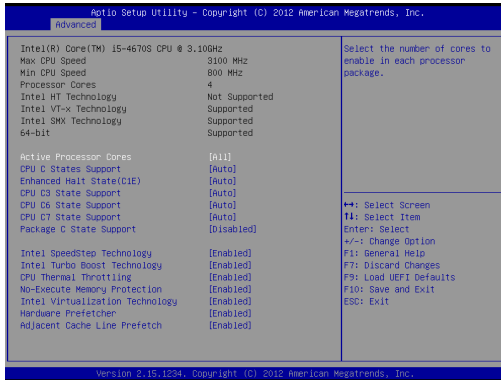 Aptio Setup Utility – Copyright (C) 2012 American Megatrends, Inc.
Advanced
Intel(R) Core(TM) i5-4670S CPU @ 3.10GHz
Max CPU Speed 3100 MHz
Min CPU Speed 800 MHz
Processor Cores 4
Intel HT Technology Not Supported
Intel VT-x Technology Supported
Intel SMX Technology Supported
64-bit Supported
Active Processor Cores [All]
CPU C States Support [Auto]
Enhanced Halt State(C1E) [Auto]
CPU C3 State Support [Auto]
CPU C6 State Support [Auto]
CPU C7 State Support [Auto]
Package C State Support [Disabled]
Intel SpeedStep Technology [Enabled]
Intel Turbo Boost Technology [Enabled]
CPU Thermal Throttling [Enabled]
No-Execute Memory Protection [Enabled]
Intel Virtualization Technology [Enabled]
Hardware Prefetcher [Enabled]
Adjacent Cache Line Prefetch [Enabled]
Select the number of cores to
enable in each processor
package.
↔: Select Screen
↑↓: Select Item
Enter: Select
+/-: Change Option
F1: General Help
F7: Discard Changes
F9: Load UEFI Defaults
F10: Save and Exit
ESC: Exit
Version 2.15.1234. Copyright (C) 2012 American Megatrends, Inc.